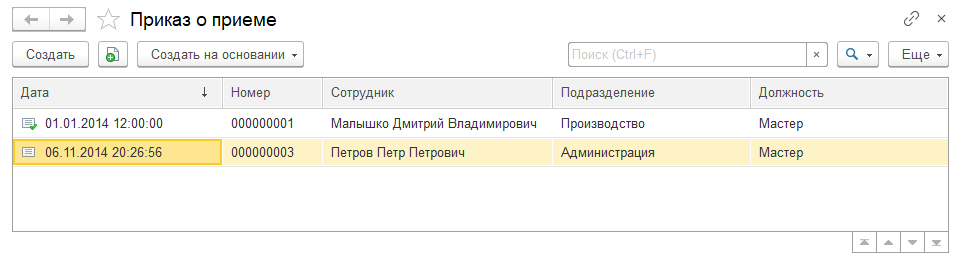 Приказ о приеме
Создать Создать на основании Поиск (Ctrl+F) Еще
Дата Номер Сотрудник Подразделение Должность
01.01.2014 12:00:00 000000001 Малышко Дмитрий Владимирович Производство Мастер
06.11.2014 20:26:56 000000003 Петров Петр Петрович Администрация Мастер